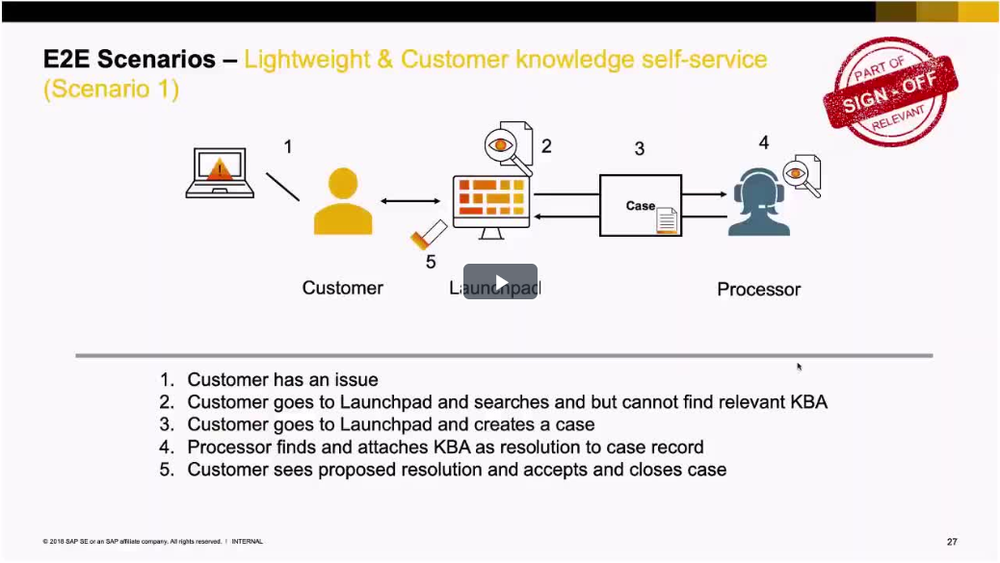 E2E Scenarios – Lightweight & Customer knowledge self-service
(Scenario 1)
PART OF
SIGN - OFF
RELEVANT
1
2
3
4
Case
5
Customer
Launchpad
Processor
1. Customer has an issue
2. Customer goes to Launchpad and searches and but cannot find relevant KBA
3. Customer goes to Launchpad and creates a case
4. Processor finds and attaches KBA as resolution to case record
5. Customer sees proposed resolution and accepts and closes case
© 2018 SAP SE or an SAP affiliate company. All rights reserved. ǀ INTERNAL
27